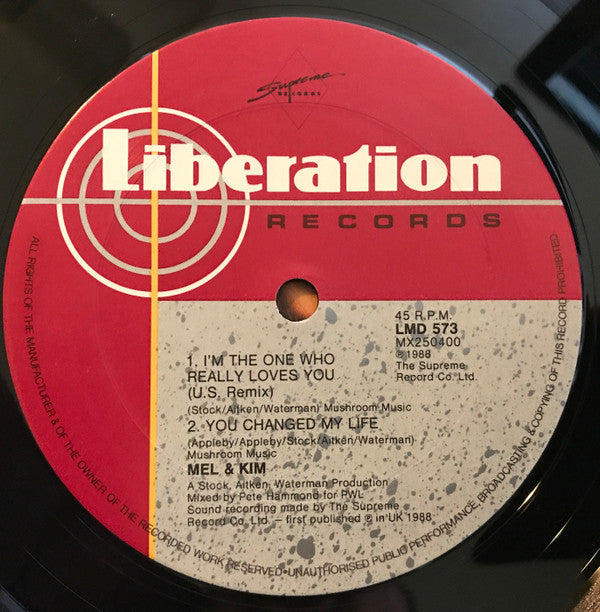 Supreme
RECORDS
Liberation
RECORDS
45 R.P.M.
LMD 573
MX250400
℗ 1988
The Supreme
Record Co. Ltd.
1. I'M THE ONE WHO
REALLY LOVES YOU
(U.S. Remix)
(Stock/Aitken/Waterman) Mushroom Music
2. YOU CHANGED MY LIFE
(Appleby/Appleby/Stock/Aitken/Waterman)
Mushroom Music
MEL & KIM
A Stock, Aitken, Waterman Production
Mixed by Pete Hammond for PWL
Sound recording made by The Supreme
Record Co. Ltd. – first published ℗ in UK 1988
ALL RIGHTS OF THE MANUFACTURER & OF THE OWNER OF THE RECORDED WORK RESERVED•UNAUTHORISED PUBLIC PERFORMANCE, BROADCASTING & COPYING OF THIS RECORD PROHIBITED